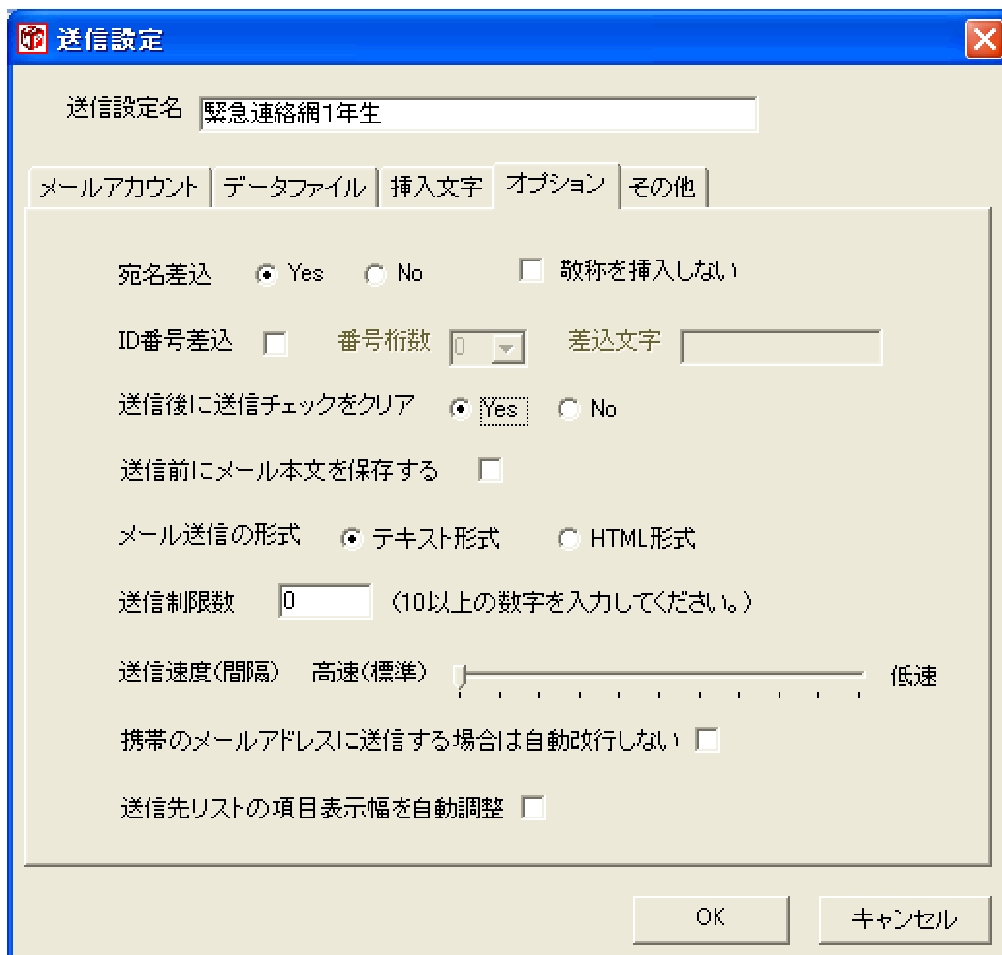 送信設定
送信設定名 緊急連絡網1年生
メールアカウント データファイル 挿入文字 オプション その他
宛名差込 Yes No 敬称を挿入しない
ID番号差込 番号桁数 0 差込文字
送信後に送信チェックをクリア Yes No
送信前にメール本文を保存する
メール送信の形式 テキスト形式 HTML形式
送信制限数 0 (10以上の数字を入力してください。)
送信速度(間隔) 高速(標準) 低速
携帯のメールアドレスに送信する場合は自動改行しない
送信先リストの項目表示幅を自動調整
OK キャンセル